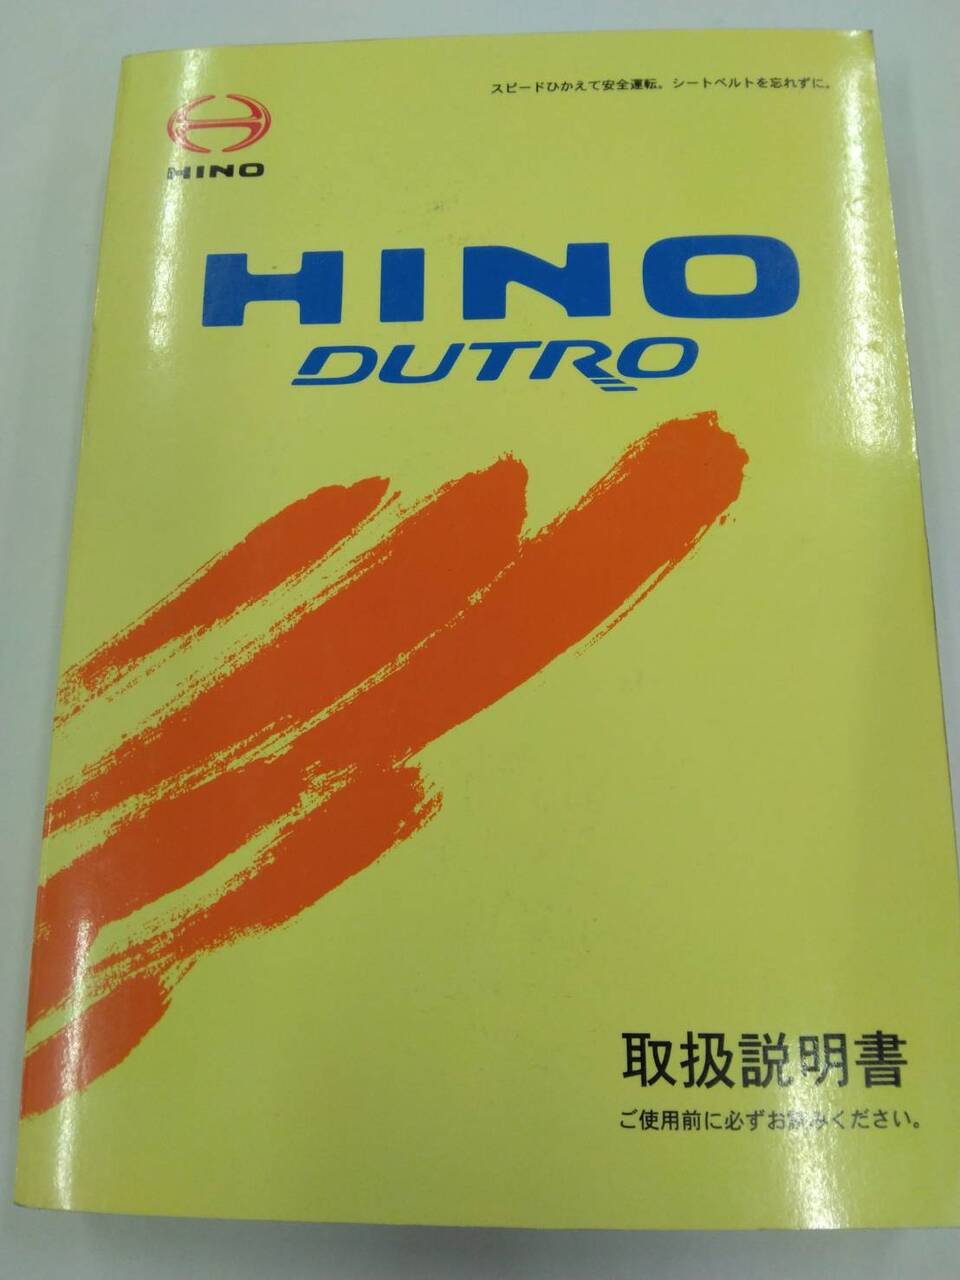 スピードひかえて安全運転。シートベルトを忘れずに。
HINO
HINO
DUTRO
取扱説明書
ご使用前に必ずお読みください。